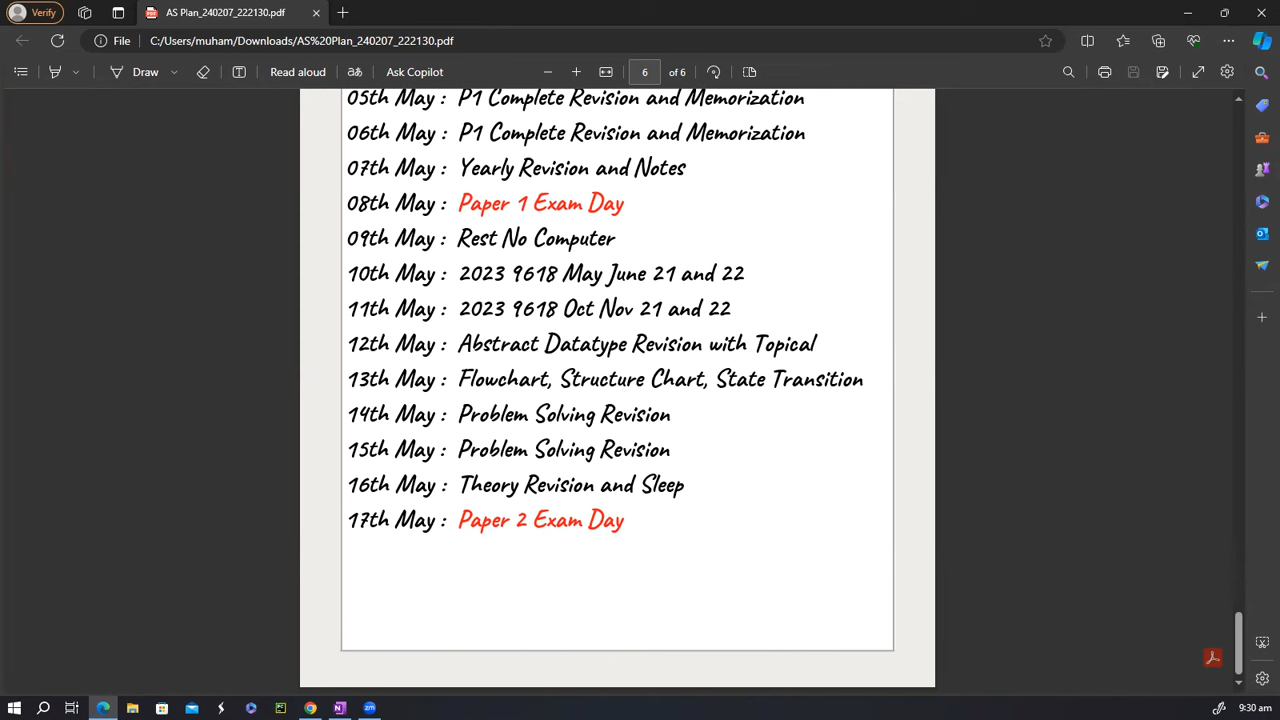 Verify
AS Plan_240207_222130.pdf
File
C:/Users/muham/Downloads/AS%20Plan_240207_222130.pdf
Draw
Read aloud
Ask Copilot
6
of 6
05th May : P1 Complete Revision and Memorization
06th May : P1 Complete Revision and Memorization
07th May : Yearly Revision and Notes
08th May : Paper 1 Exam Day
09th May : Rest No Computer
10th May : 2023 9618 May June 21 and 22
11th May : 2023 9618 Oct Nov 21 and 22
12th May : Abstract Datatype Revision with Topical
13th May : Flowchart, Structure Chart, State Transition
14th May : Problem Solving Revision
15th May : Problem Solving Revision
16th May : Theory Revision and Sleep
17th May : Paper 2 Exam Day
9:30 am